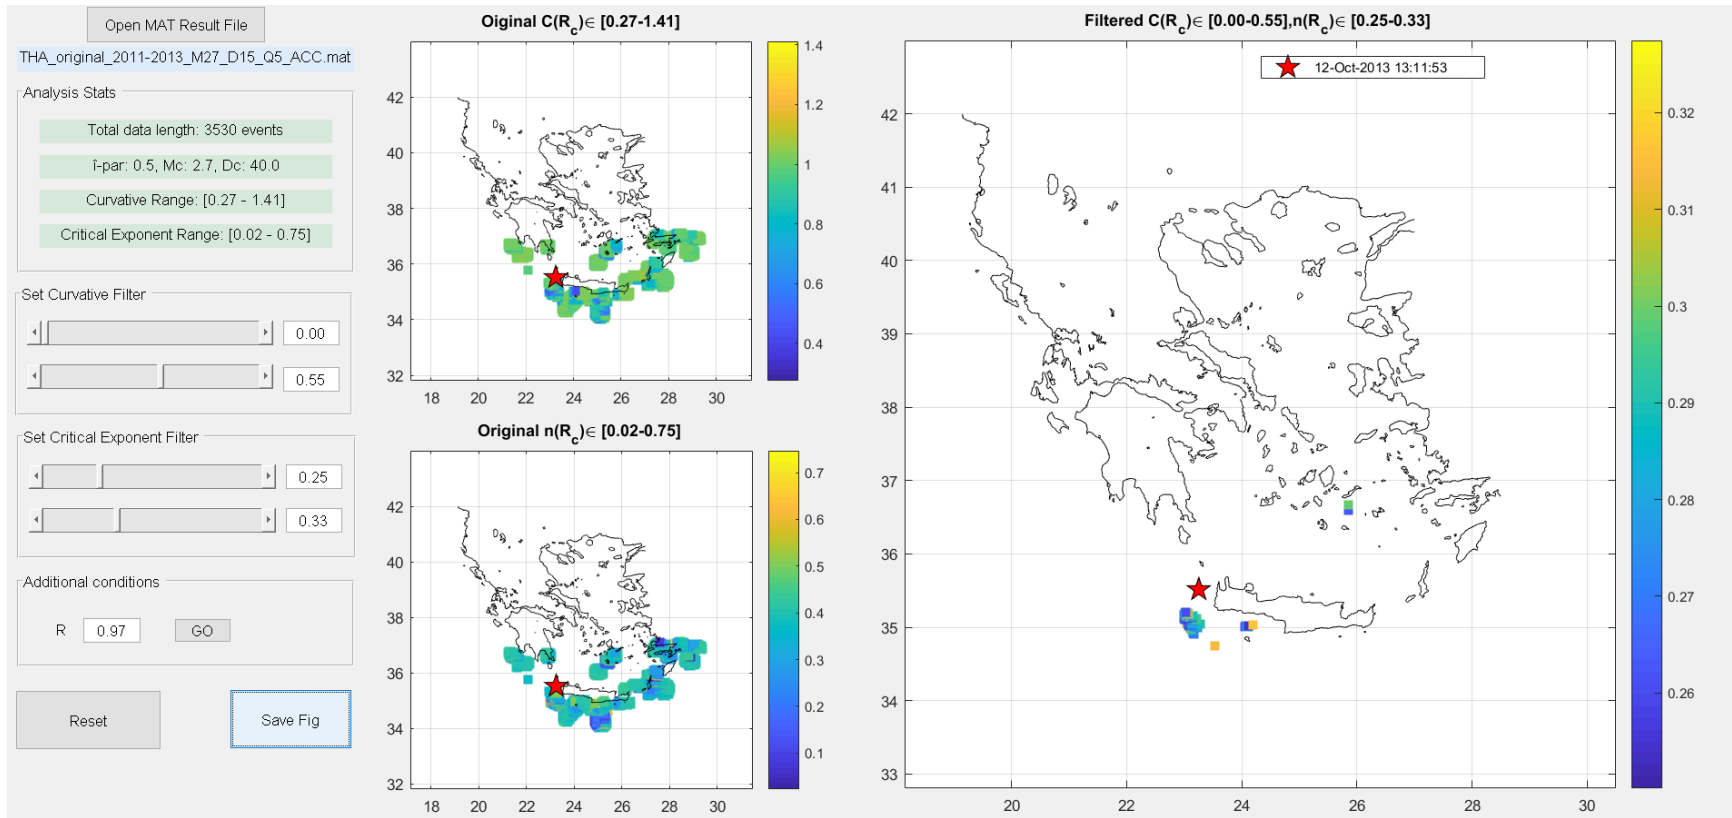 Open MAT Result File
THA_original_2011-2013_M27_D15_Q5_ACC.mat
Analysis Stats
Total data length: 3530 events
î-par: 0.5, Mc: 2.7, Dc: 40.0
Curvative Range: [0.27 - 1.41]
Critical Exponent Range: [0.02 - 0.75]
Set Curvative Filter
0.00
0.55
Set Critical Exponent Filter
0.25
0.33
Additional conditions
R 0.97 GO
Reset Save Fig
Oiginal C(R_c)∈ [0.27-1.41]
42
40
38
36
34
32
18 20 22 24 26 28 30
1.4
1.2
1
0.8
0.6
0.4
Original n(R_c)∈ [0.02-0.75]
42
40
38
36
34
32
18 20 22 24 26 28 30
0.7
0.6
0.5
0.4
0.3
0.2
0.1
Filtered C(R_c)∈ [0.00-0.55],n(R_c)∈ [0.25-0.33]
12-Oct-2013 13:11:53
42
41
40
39
38
37
36
35
34
33
20 22 24 26 28 30
0.32
0.31
0.3
0.29
0.28
0.27
0.26